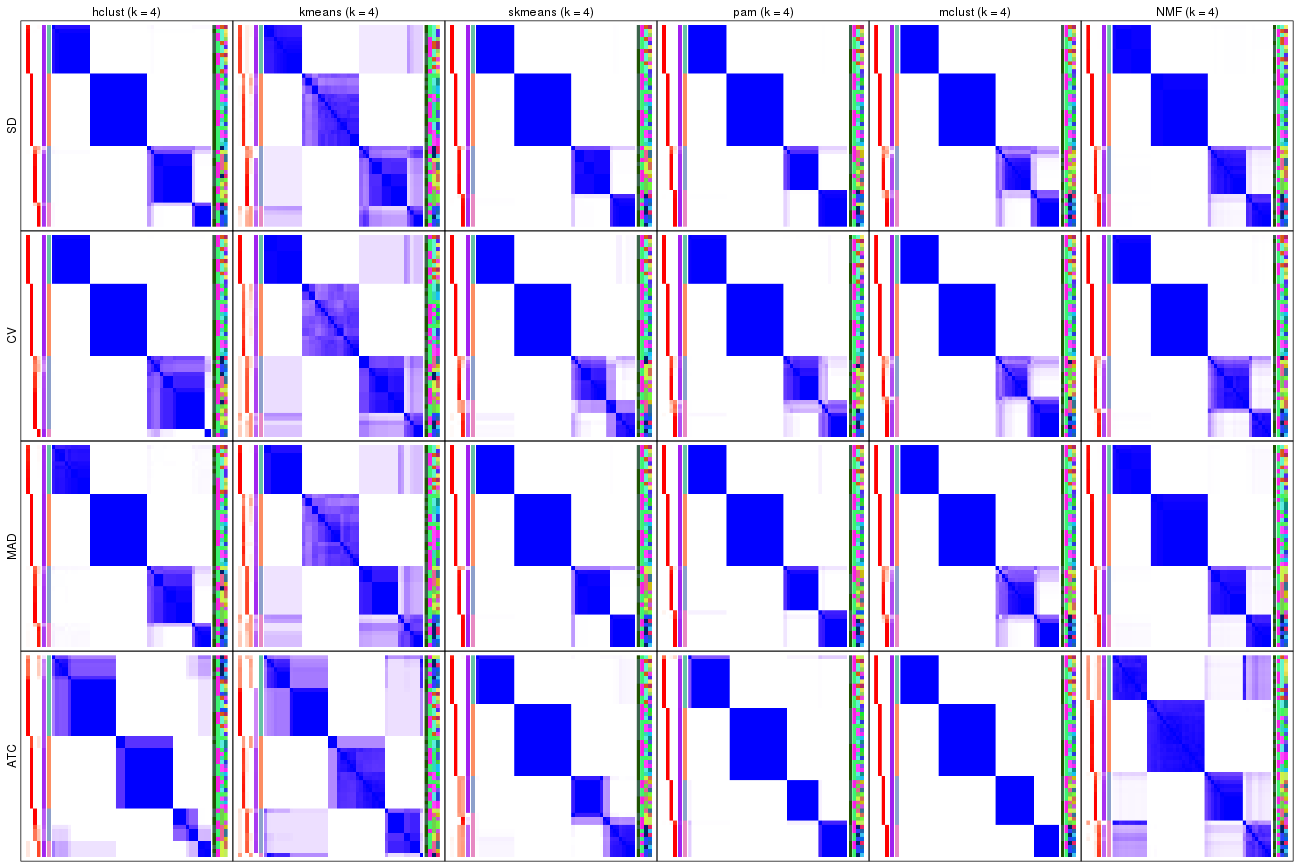 hclust (k = 4) kmeans (k = 4) skmeans (k = 4) pam (k = 4) mclust (k = 4) NMF (k = 4)
SD
CV
MAD
ATC